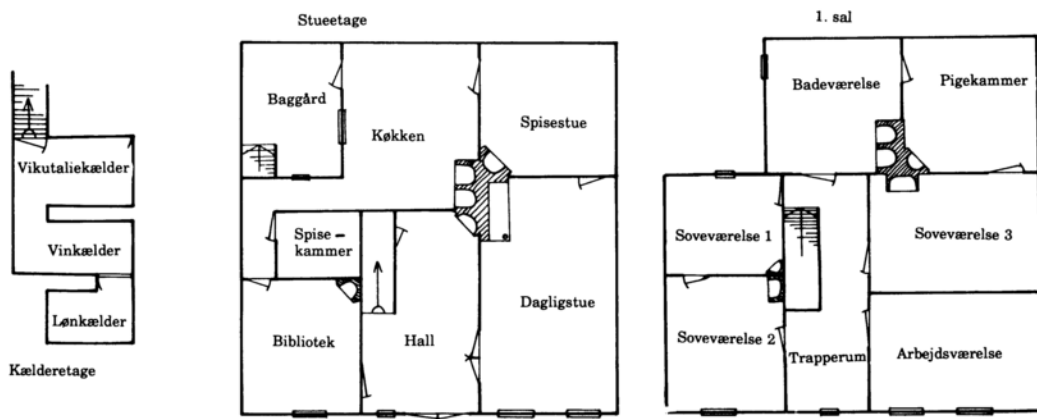 Stueetage
1. sal
Baggård
Køkken
Spisestue
Badeværelse
Pigekammer
Vikutaliekælder
Vinkælder
Lønkælder
Kælderetage
Spise –
kammer
Bibliotek
Hall
Dagligstue
Soveværelse 1
Soveværelse 3
Soveværelse 2
Trapperum
Arbejdsværelse